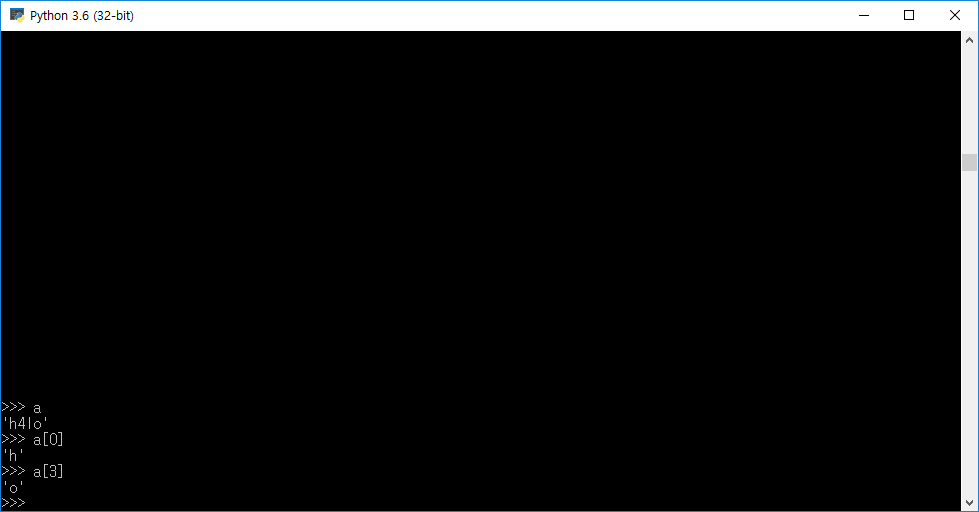 Python 3.6 (32-bit)
>>> a
'h4lo'
>>> a[0]
'h'
>>> a[3]
'o'
>>>